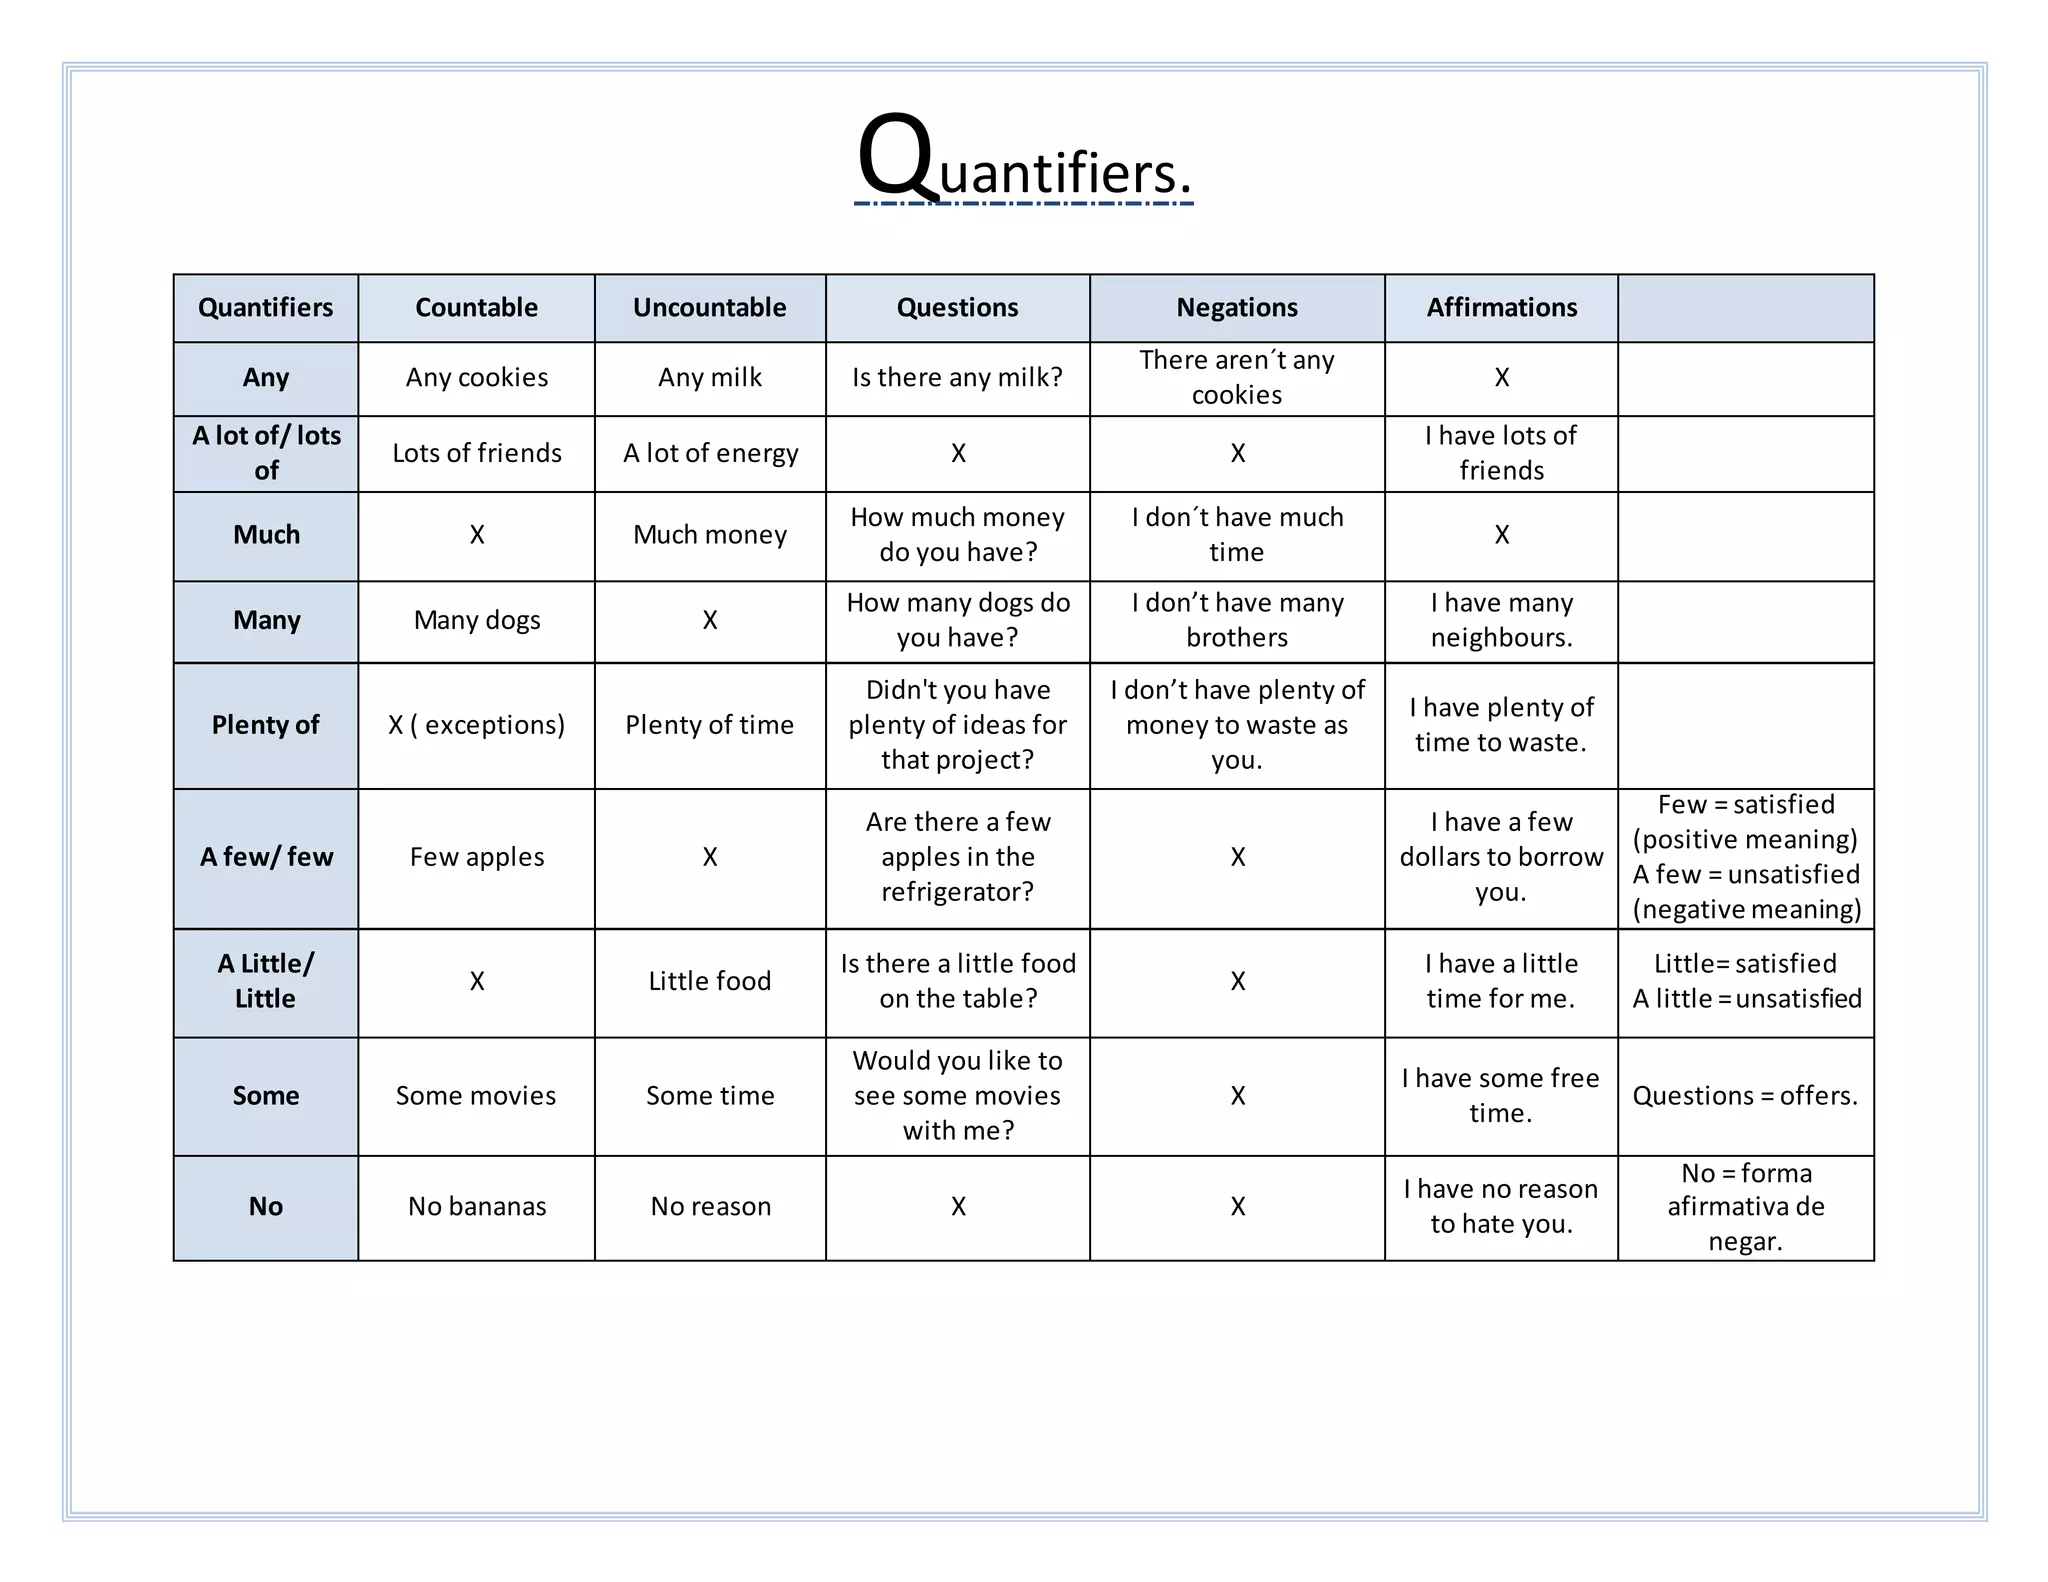 Quantifiers.
Quantifiers Countable Uncountable Questions Negations Affirmations
Any Any cookies Any milk Is there any milk? There aren´t any cookies X
A lot of/ lots of Lots of friends A lot of energy X X I have lots of friends
Much X Much money How much money do you have? I don´t have much time X
Many Many dogs X How many dogs do you have? I don’t have many brothers I have many neighbours.
Plenty of X ( exceptions) Plenty of time Didn't you have plenty of ideas for that project? I don’t have plenty of money to waste as you. I have plenty of time to waste.
A few/ few Few apples X Are there a few apples in the refrigerator? X I have a few dollars to borrow you. Few = satisfied (positive meaning) A few = unsatisfied (negative meaning)
A Little/ Little X Little food Is there a little food on the table? X I have a little time for me. Little= satisfied A little = unsatisfied
Some Some movies Some time Would you like to see some movies with me? X I have some free time. Questions = offers.
No No bananas No reason X X I have no reason to hate you. No = forma afirmativa de negar.